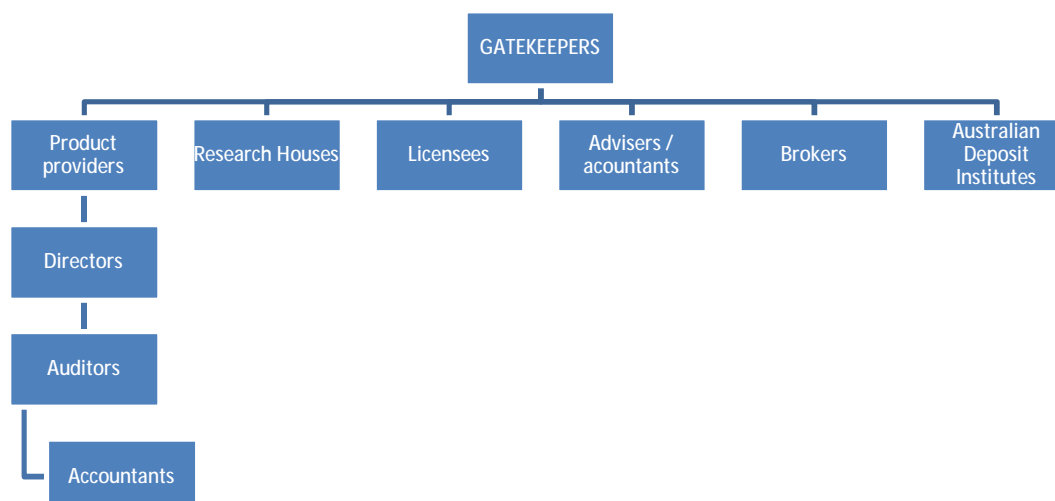 GATEKEEPERS
Product
providers
Research Houses
Licensees
Advisers /
acountants
Brokers
Australian
Deposit
Institutes
Directors
Auditors
Accountants